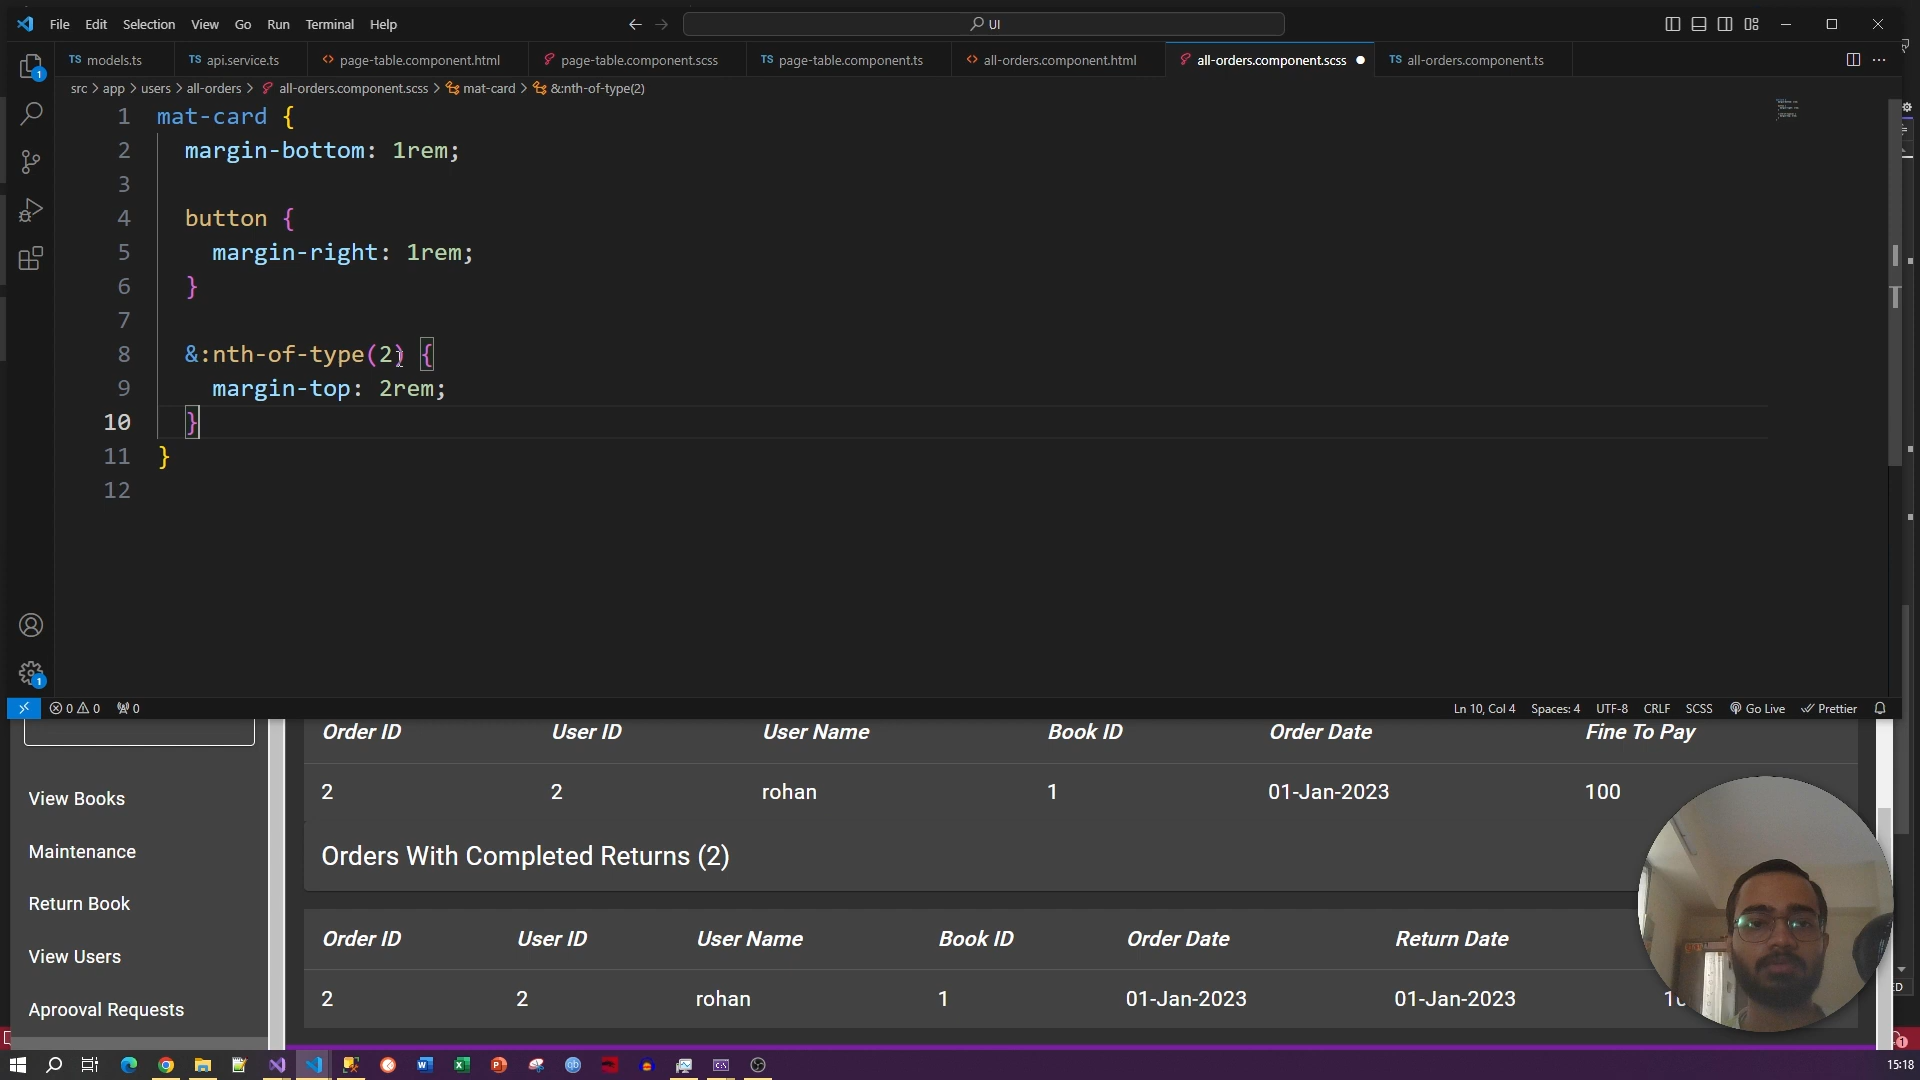 File Edit Selection View Go Run Terminal Help
UI
TS models.ts TS api.service.ts page-table.component.html page-table.component.scss TS page-table.component.ts all-orders.component.html all-orders.component.scss TS all-orders.component.ts
src > app > users > all-orders > all-orders.component.scss > mat-card > &:nth-of-type(2)
1 mat-card {
2 margin-bottom: 1rem;
3
4 button {
5 margin-right: 1rem;
6 }
7
8 &:nth-of-type(2) {
9 margin-top: 2rem;
10 }
11 }
12
0 0 0 Ln 10, Col 4 Spaces: 4 UTF-8 CRLF SCSS Go Live Prettier
Order ID User ID User Name Book ID Order Date Fine To Pay
2 2 rohan 1 01-Jan-2023 100
Orders With Completed Returns (2)
Order ID User ID User Name Book ID Order Date Return Date
2 2 rohan 1 01-Jan-2023 01-Jan-2023
View Books
Maintenance
Return Book
View Users
Aprooval Requests
15:18